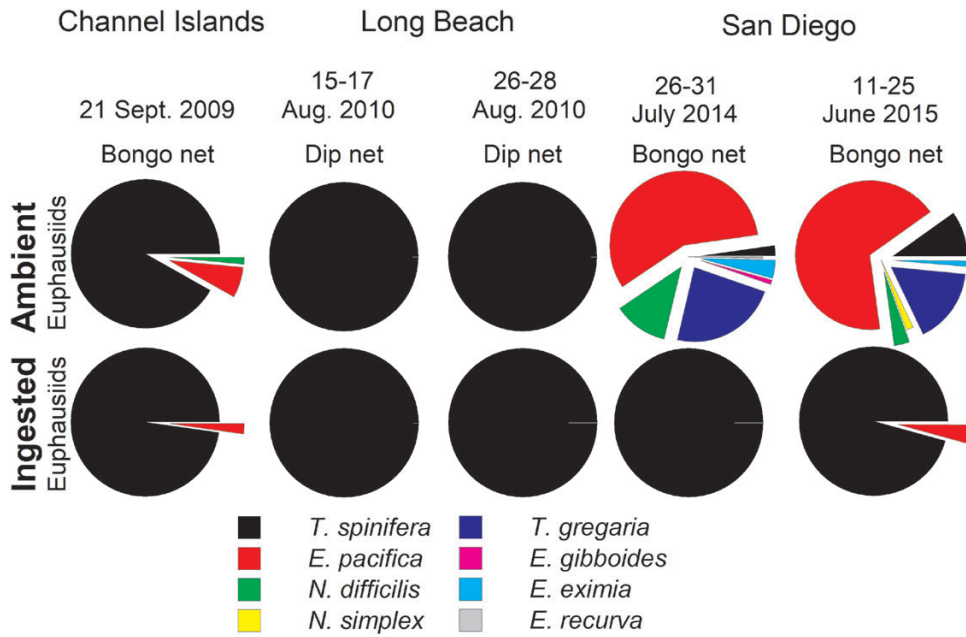 Channel Islands
Long Beach
San Diego
21 Sept. 2009
15-17
Aug. 2010
26-28
Aug. 2010
26-31
July 2014
11-25
June 2015
Bongo net
Dip net
Dip net
Bongo net
Bongo net
Ambient
Euphausiids
Ingested
Euphausiids
T. spinifera
E. pacifica
N. difficilis
N. simplex
T. gregaria
E. gibboides
E. eximia
E. recurva